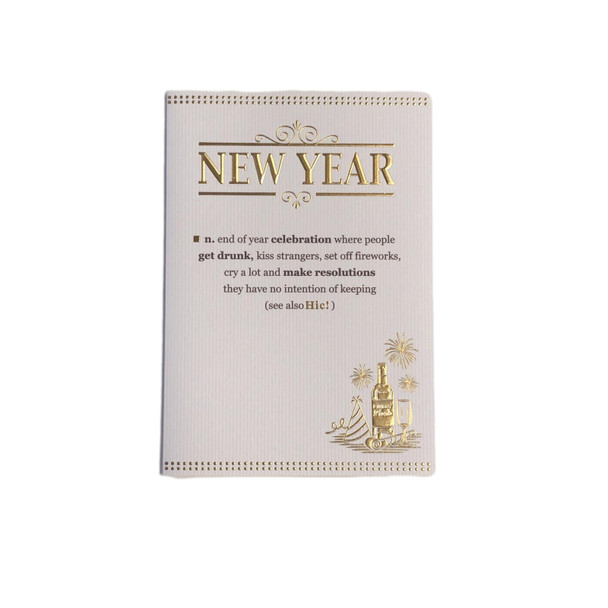 NEW YEAR
n. end of year celebration where people
get drunk, kiss strangers, set off fireworks,
cry a lot and make resolutions
they have no intention of keeping
(see also Hic!)